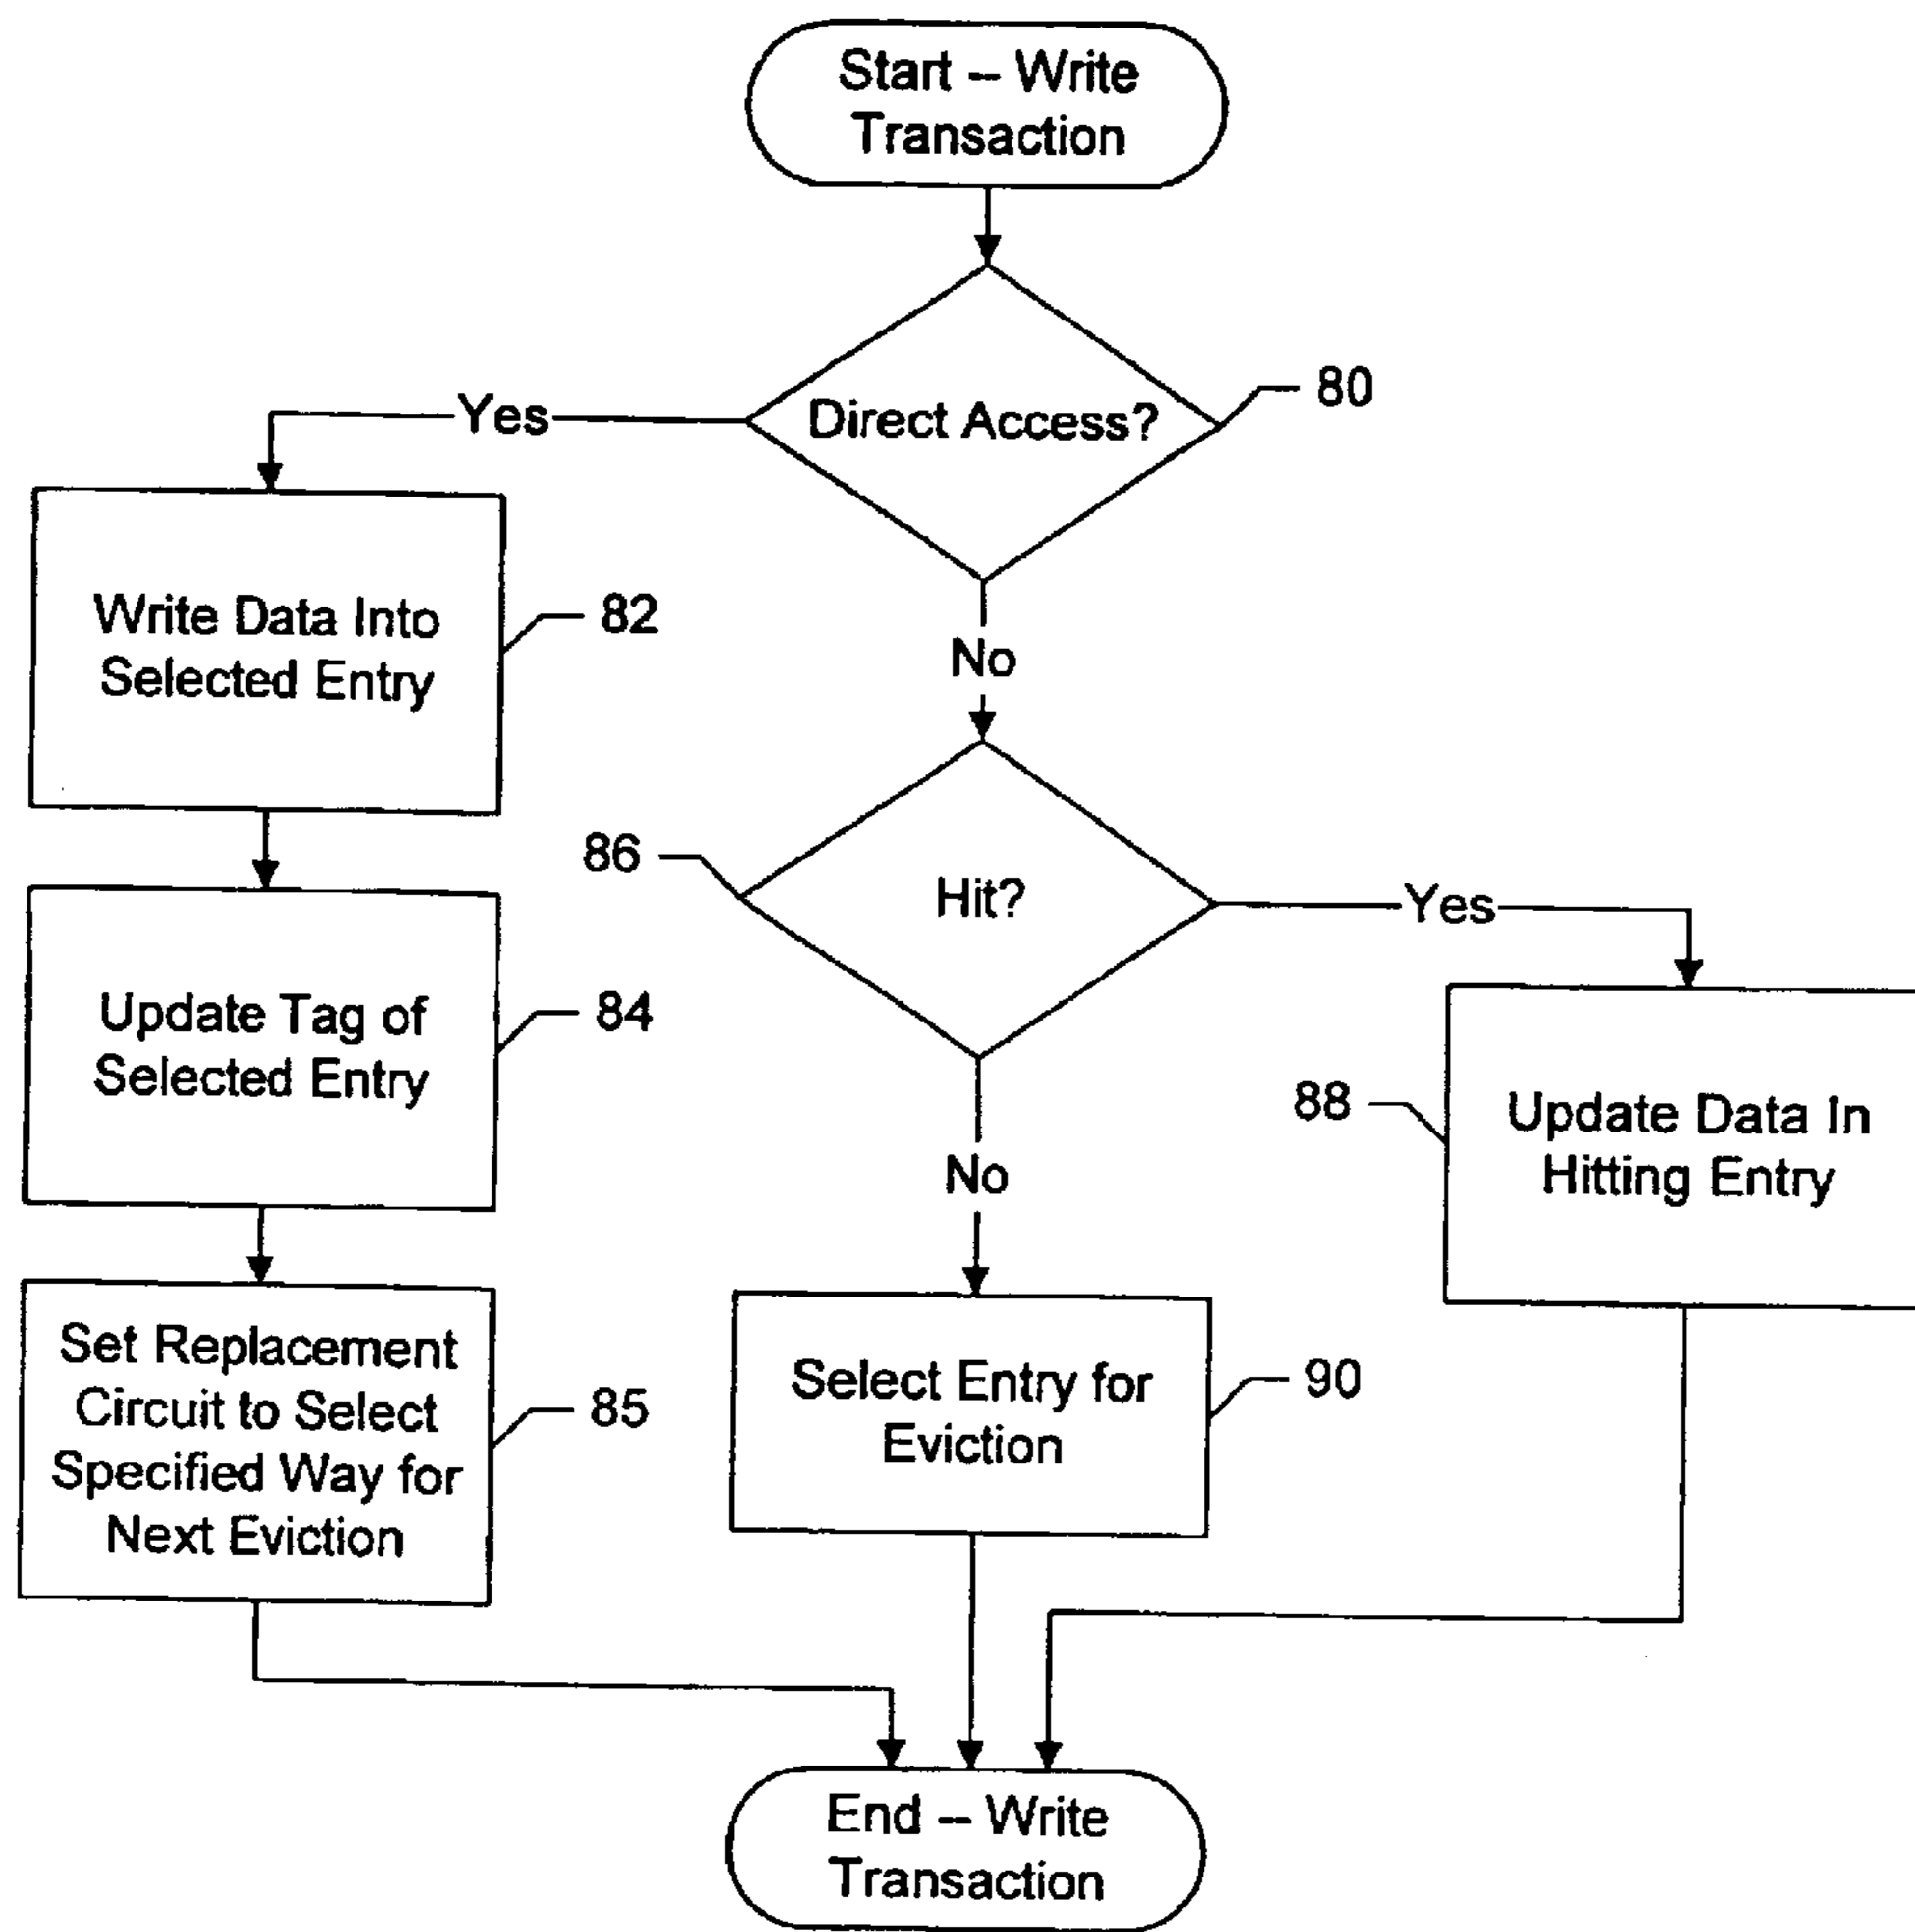 Start -- Write
Transaction
Direct Access?
80
Yes
No
Write Data Into
Selected Entry
82
86
Hit?
Yes
Update Tag of
Selected Entry
84
88
Update Data In
Hitting Entry
No
Set Replacement
Circuit to Select
Specified Way for
Next Eviction
85
Select Entry for
Eviction
90
End -- Write
Transaction